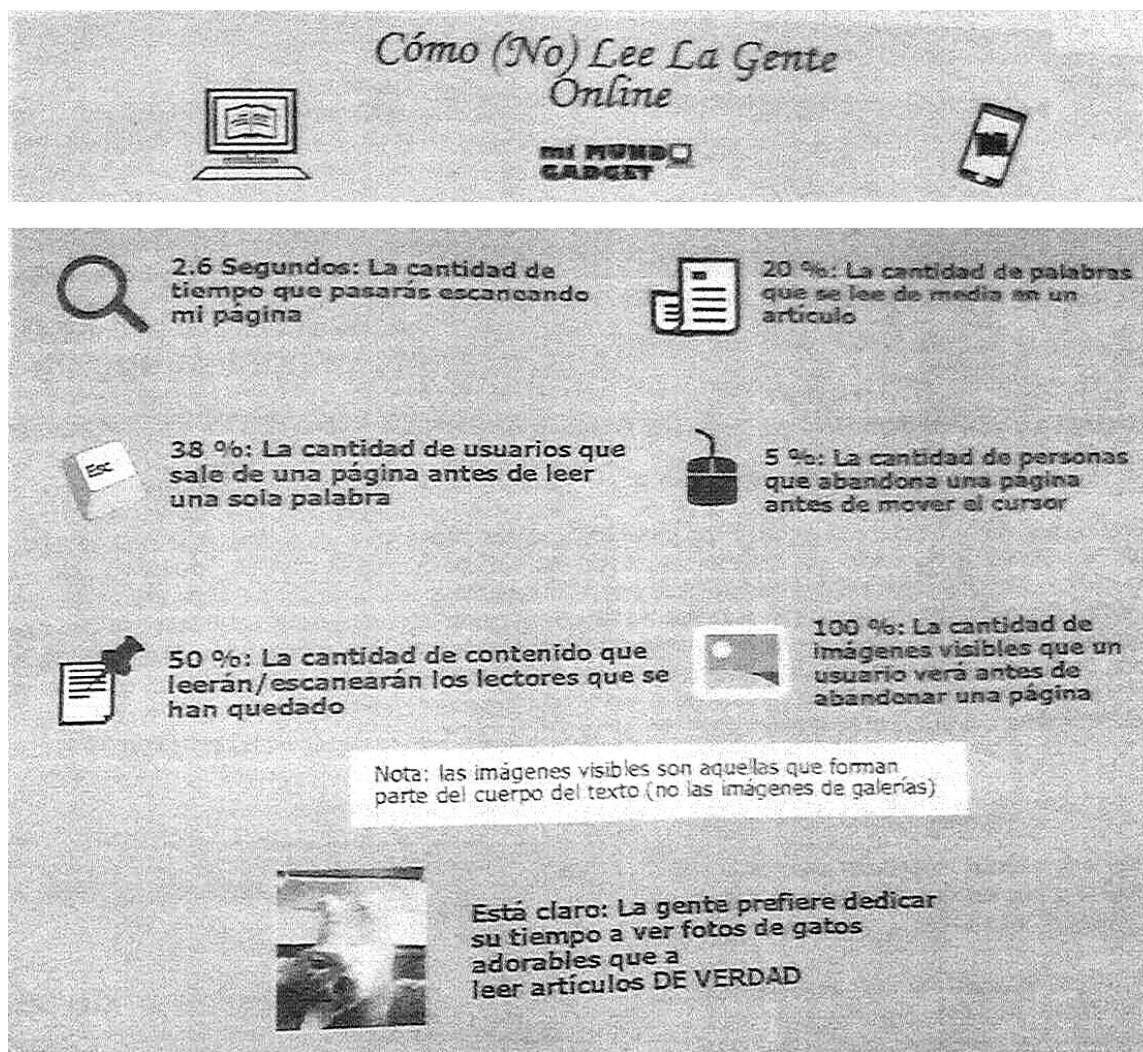 Cómo (No) Lee La Gente
Online
mi MUNDO
GADGET
2.6 Segundos: La cantidad de
tiempo que pasarás escaneando
mi página
20 %: La cantidad de palabras
que se lee de media en un
artículo
Esc
38 %: La cantidad de usuarios que
sale de una página antes de leer
una sola palabra
5 %: La cantidad de personas
que abandona una página
antes de mover el cursor
50 %: La cantidad de contenido que
leerán/escanearán los lectores que se
han quedado
100 %: La cantidad de
imágenes visibles que un
usuario verá antes de
abandonar una página
Nota: las imágenes visibles son aquellas que forman
parte del cuerpo del texto (no las imágenes de galerías)
Está claro: La gente prefiere dedicar
su tiempo a ver fotos de gatos
adorables que a
leer artículos DE VERDAD